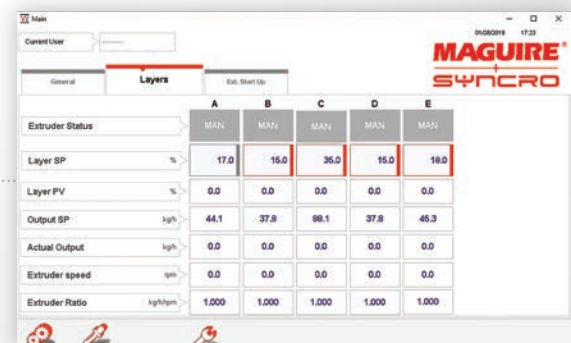 Main
Current User
01/26/2018 17:23
MAGUIRE®
+
SYNCRO
General Layers Ext. Start Up
A B C D E
Extruder Status MAN MAN MAN MAN MAN
Layer SP % 17.0 15.0 35.0 15.0 18.0
Layer PV % 0.0 0.0 0.0 0.0 0.0
Output SP kg/h 44.1 37.8 88.1 37.8 45.3
Actual Output kg/h 0.0 0.0 0.0 0.0 0.0
Extruder speed rpm 0.0 0.0 0.0 0.0 0.0
Extruder Ratio kg/h/rpm 1.000 1.000 1.000 1.000 1.000